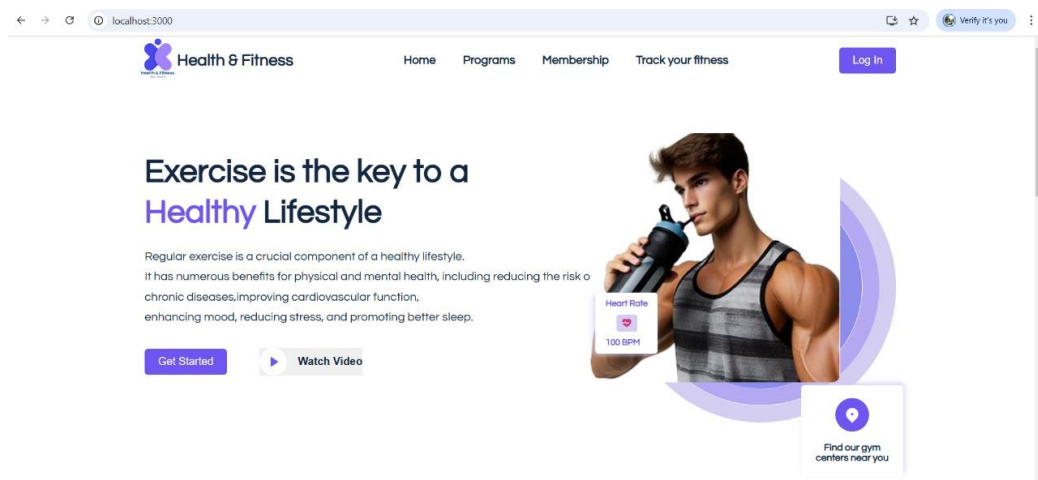 localhost:3000
Verify it's you
Health & Fitness
Health & Fitness
Home Programs Membership Track your fitness
Log In
Exercise is the key to a
Healthy Lifestyle
Regular exercise is a crucial component of a healthy lifestyle.
It has numerous benefits for physical and mental health, including reducing the risk o
chronic diseases,improving cardiovascular function,
enhancing mood, reducing stress, and promoting better sleep.
Get Started
Watch Video
Heart Rate
100 BPM
Find our gym
centers near you